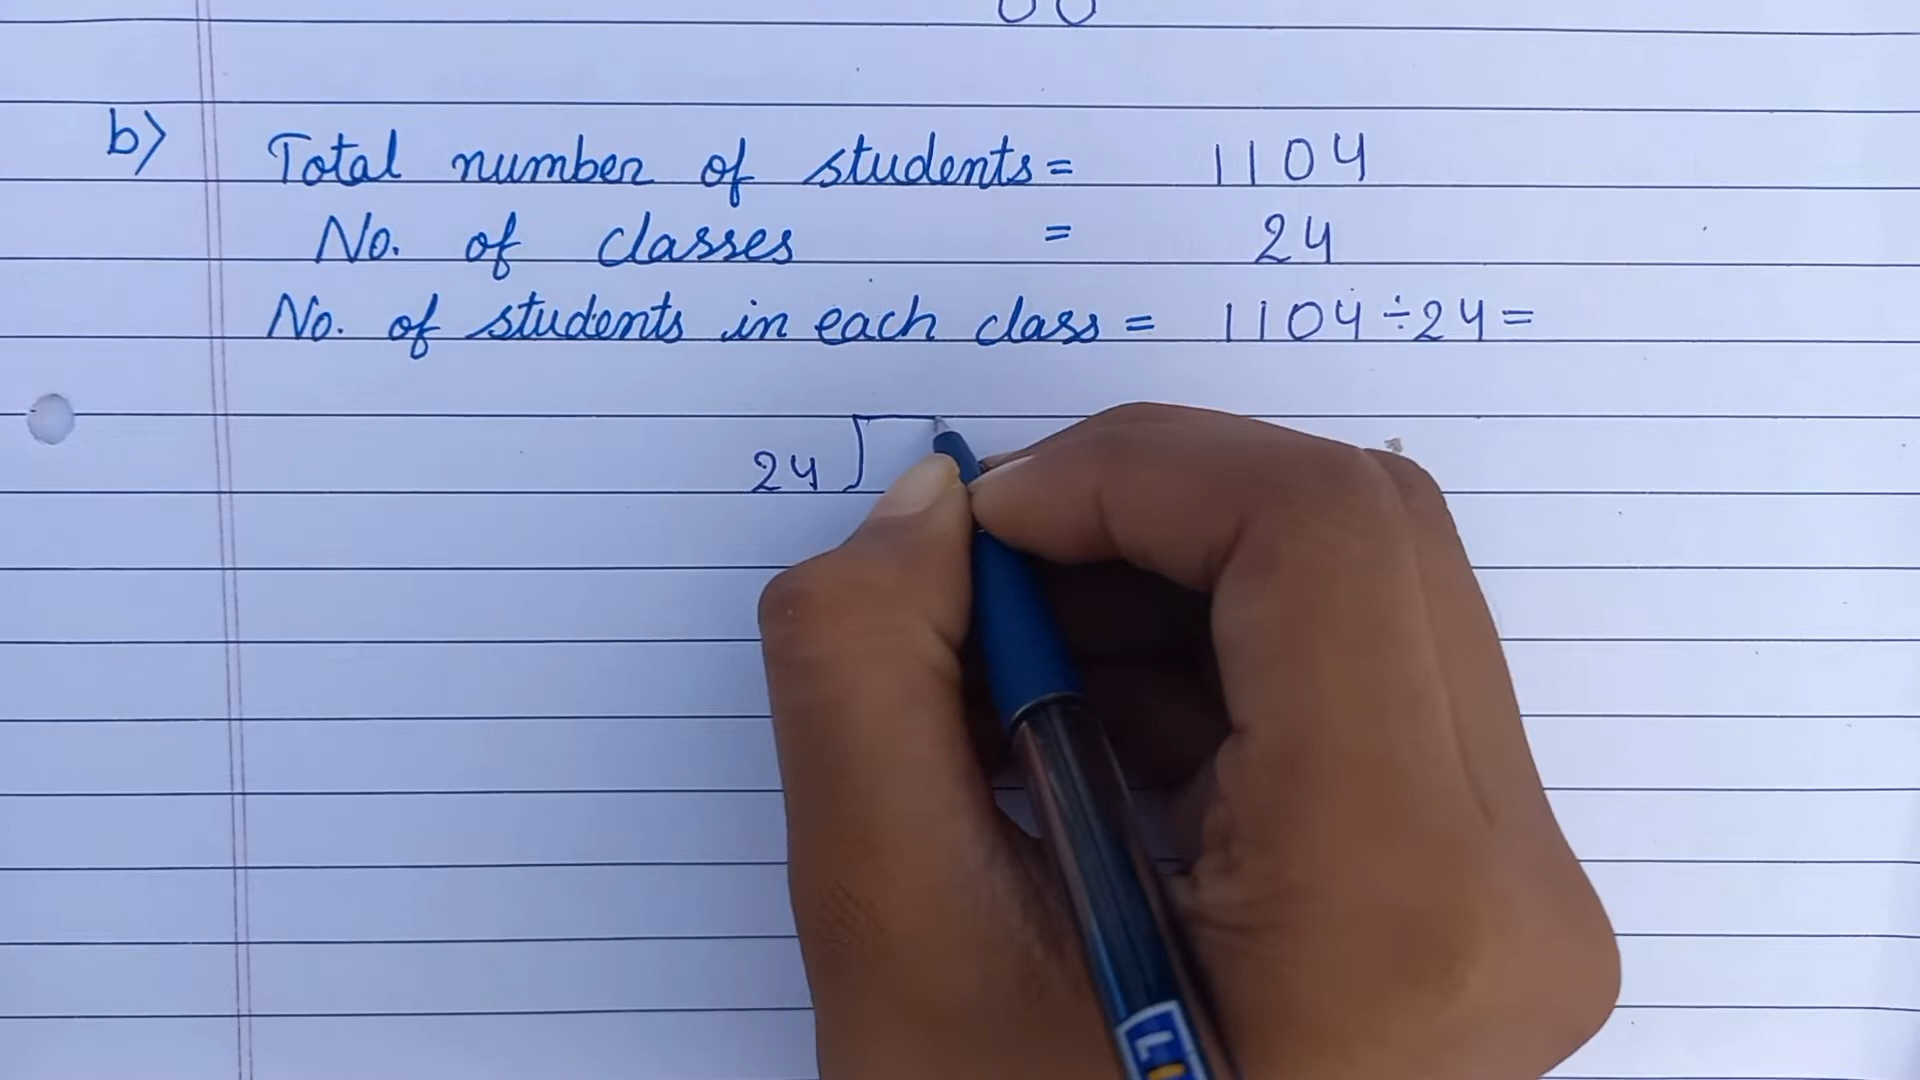 b) Total number of students = 1104
No. of classes = 24
No. of students in each class = 1104 ÷ 24 =
24